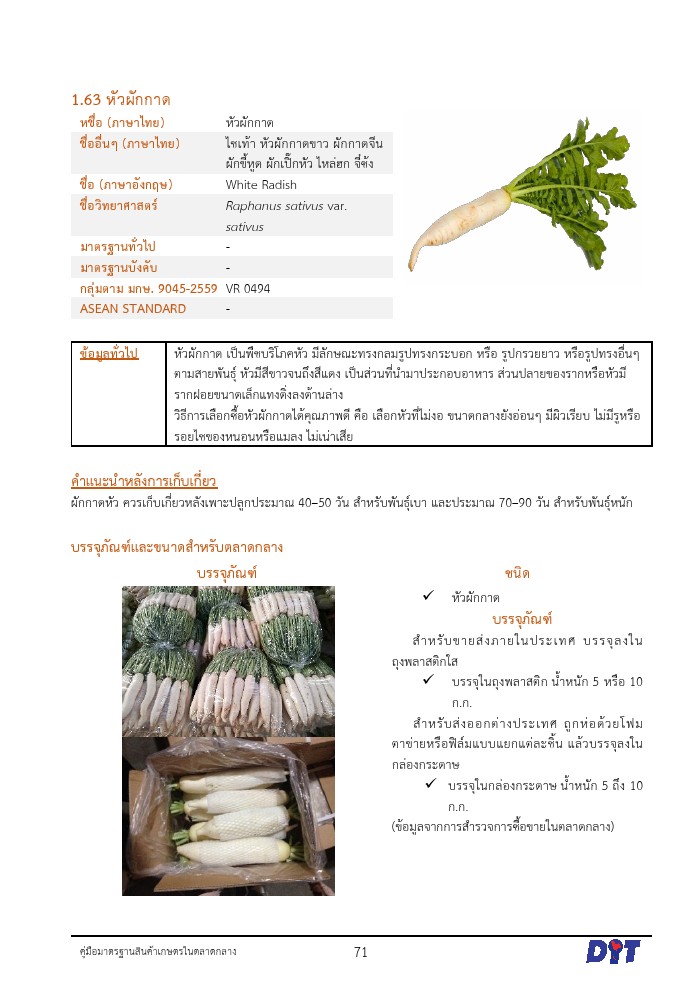 1.63 หัวผักกาด
หชื่อ (ภาษาไทย) หัวผักกาด
ชื่ออื่นๆ (ภาษาไทย) ไชเท้า หัวผักกาดขาว ผักกาดจีน
ผักขี้หูด ผักเปิ๊กหัว ไหล่ฮก จี่ซ้ง
ชื่อ (ภาษาอังกฤษ) White Radish
ชื่อวิทยาศาสตร์ Raphanus sativus var.
sativus
มาตรฐานทั่วไป -
มาตรฐานบังคับ -
กลุ่มตาม มกษ. 9045-2559 VR 0494
ASEAN STANDARD -
ข้อมูลทั่วไป หัวผักกาด เป็นพืชบริโภคหัว มีลักษณะทรงกลมรูปทรงกระบอก หรือ รูปกรวยยาว หรือรูปทรงอื่นๆ
ตามสายพันธุ์ หัวมีสีขาวจนถึงสีแดง เป็นส่วนที่นำมาประกอบอาหาร ส่วนปลายของรากหรือหัวมี
รากฝอยขนาดเล็กแทงดิ่งลงด้านล่าง
วิธีการเลือกซื้อหัวผักกาดได้คุณภาพดี คือ เลือกหัวที่ไม่งอ ขนาดกลางยังอ่อนๆ มีผิวเรียบ ไม่มีรูหรือ
รอยไชของหนอนหรือแมลง ไม่เน่าเสีย
คำแนะนำหลังการเก็บเกี่ยว
ผักกาดหัว ควรเก็บเกี่ยวหลังเพาะปลูกประมาณ 40–50 วัน สำหรับพันธุ์เบา และประมาณ 70–90 วัน สำหรับพันธุ์หนัก
บรรจุภัณฑ์และขนาดสำหรับตลาดกลาง
บรรจุภัณฑ์
ชนิด
✓ หัวผักกาด
บรรจุภัณฑ์
สำหรับขายส่งภายในประเทศ บรรจุลงใน
ถุงพลาสติกใส
✓ บรรจุในถุงพลาสติก น้ำหนัก 5 หรือ 10
ก.ก.
สำหรับส่งออกต่างประเทศ ถูกห่อด้วยโฟม
ตาข่ายหรือฟิล์มแบบแยกแต่ละชิ้น แล้วบรรจุลงใน
กล่องกระดาษ
✓ บรรจุในกล่องกระดาษ น้ำหนัก 5 ถึง 10
ก.ก.
(ข้อมูลจากการสำรวจการซื้อขายในตลาดกลาง)
คู่มือมาตรฐานสินค้าเกษตรในตลาดกลาง 71 DIT